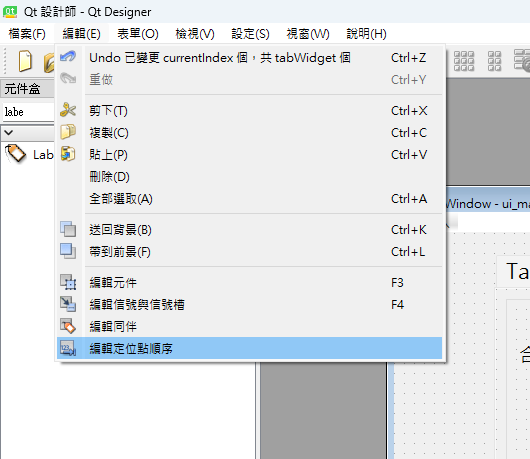 Qt 設計師 - Qt Designer
檔案(F) 編輯(E) 表單(O) 檢視(V) 設定(S) 視窗(W) 說明(H)
Undo 已變更 currentIndex 個，共 tabWidget 個 Ctrl+Z
重做 Ctrl+Y
元件盒
labe
剪下(T) Ctrl+X
複製(C) Ctrl+C
Lab
貼上(P) Ctrl+V
刪除(D)
全部選取(A) Ctrl+A
Window - ui_ma
送回背景(B) Ctrl+K
帶到前景(F) Ctrl+L
Ta
編輯元件 F3
編輯信號與信號槽 F4
編輯同伴
編輯定位點順序